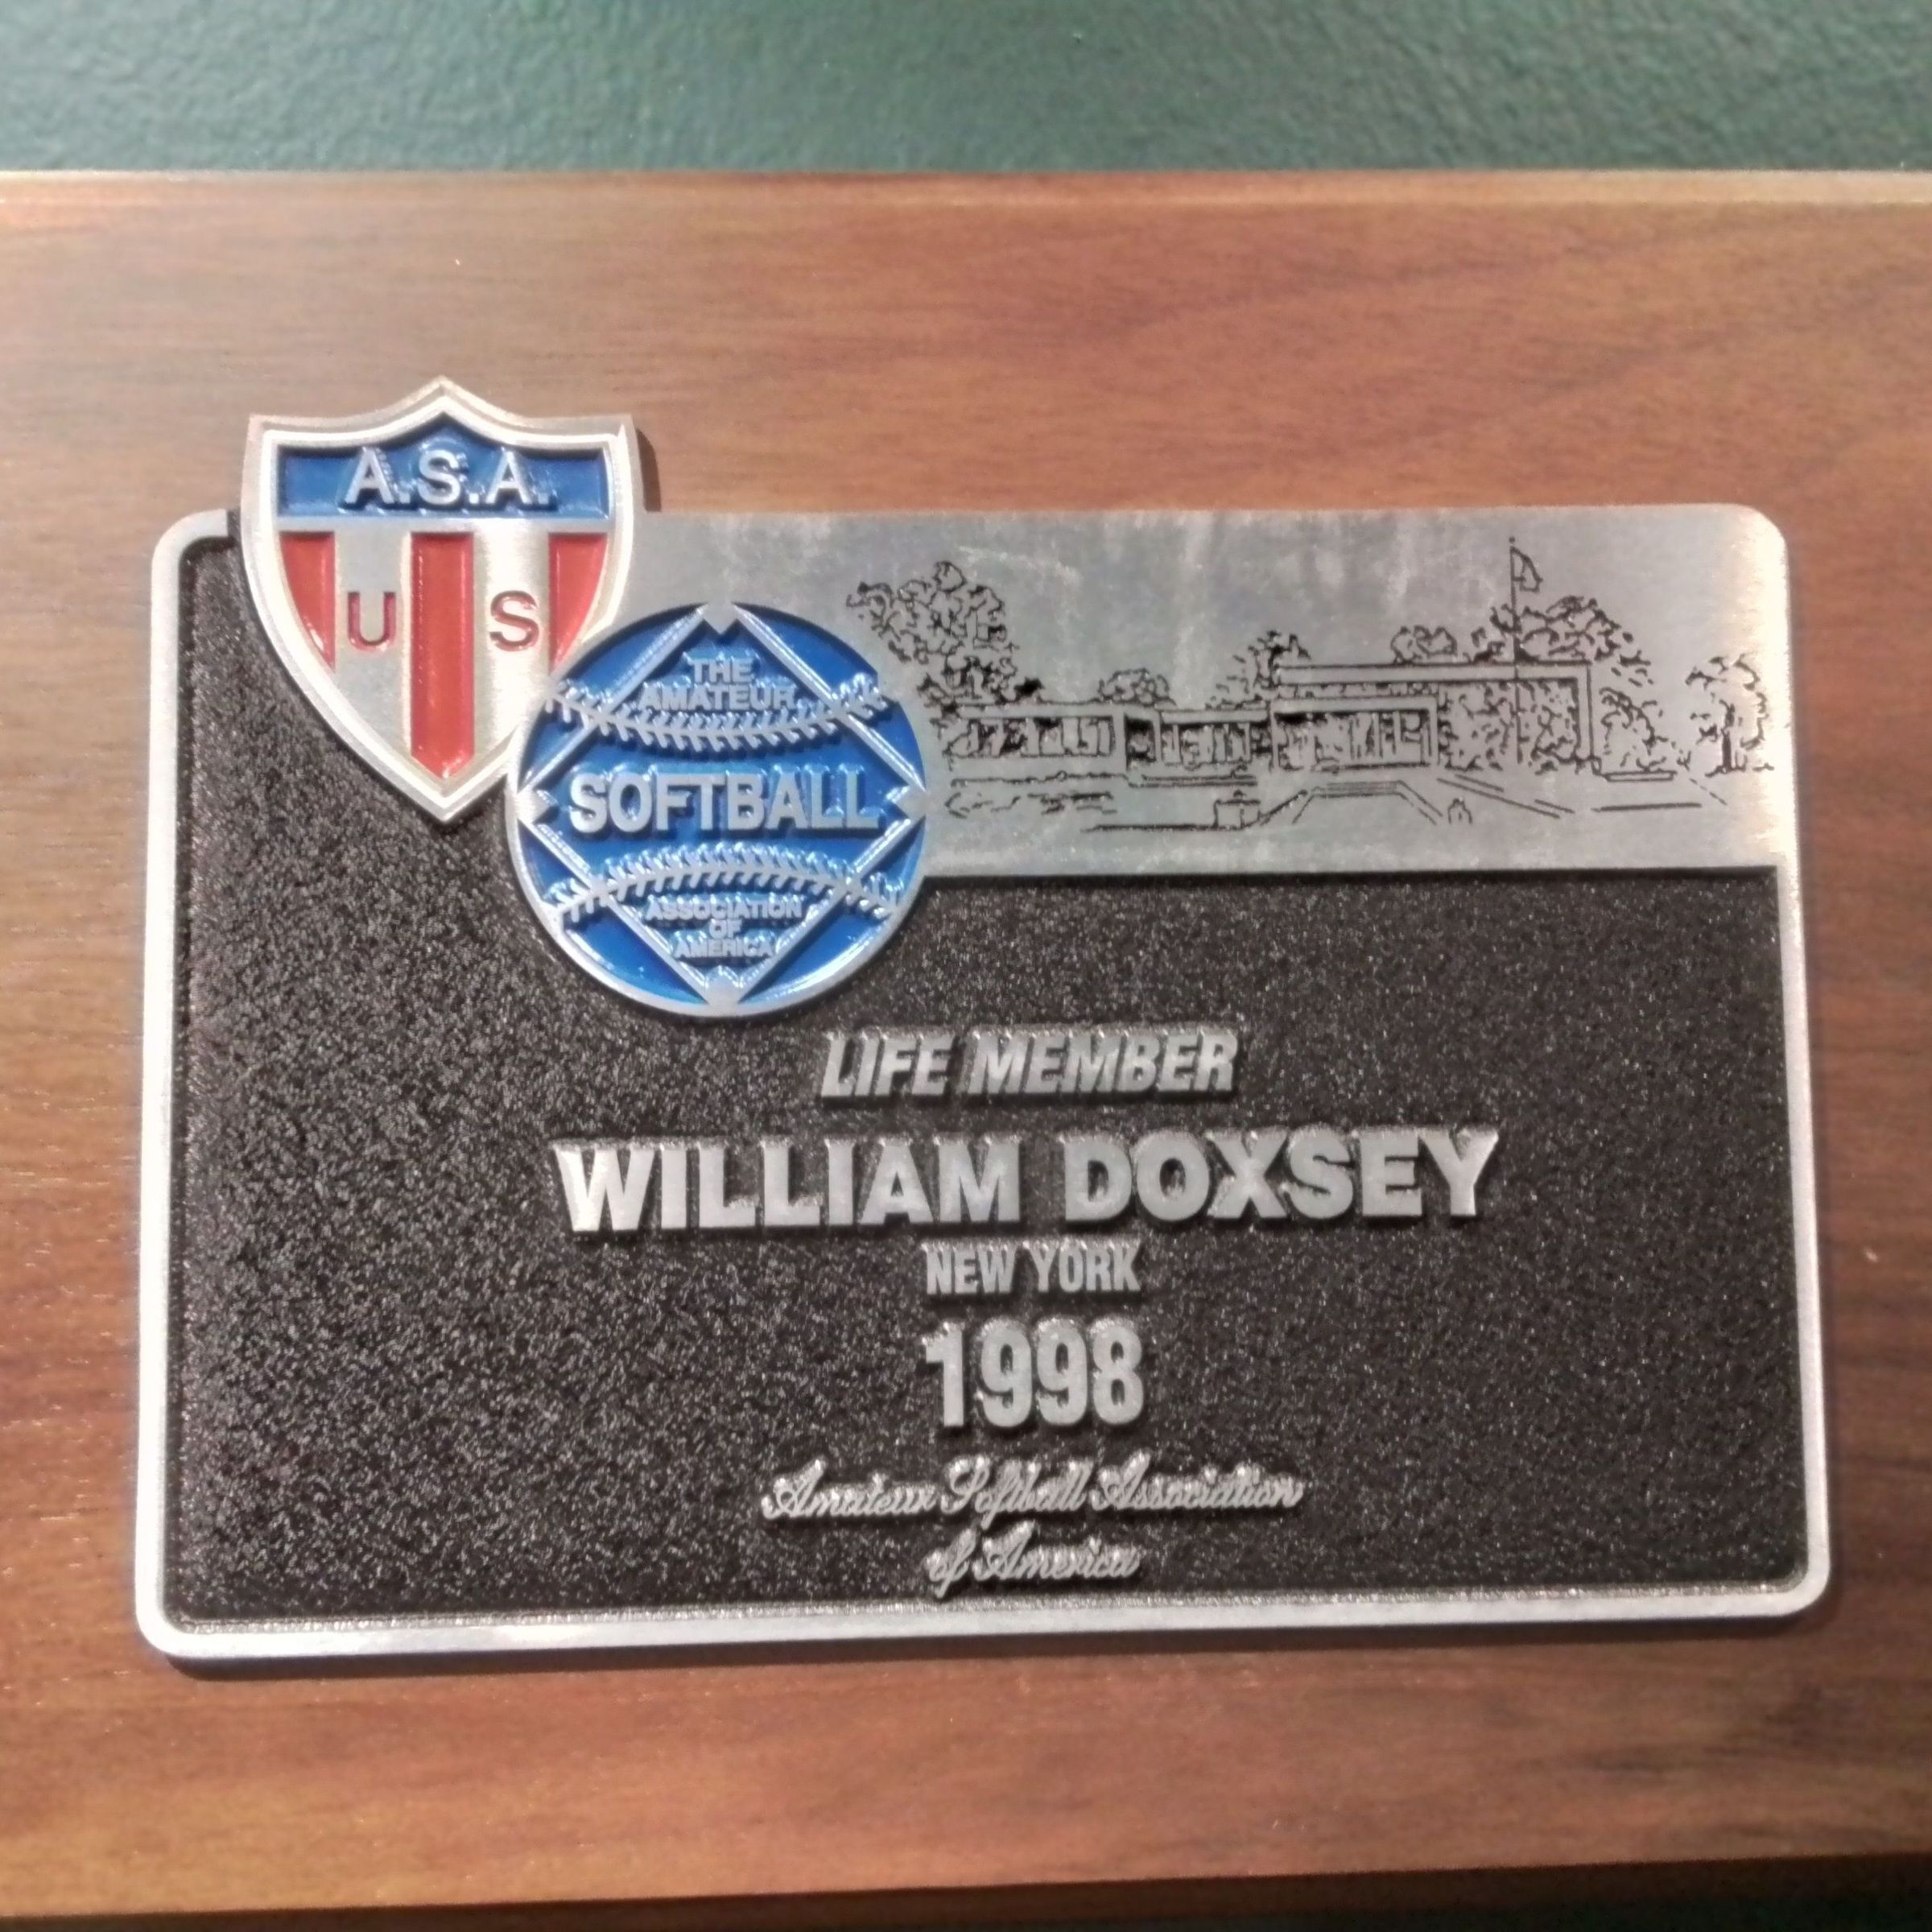 A.S.A.
U S
THE
AMATEUR
SOFTBALL
ASSOCIATION
OF
AMERICA
LIFE MEMBER
WILLIAM DOXSEY
NEW YORK
1998
Amateur Softball Association
of America